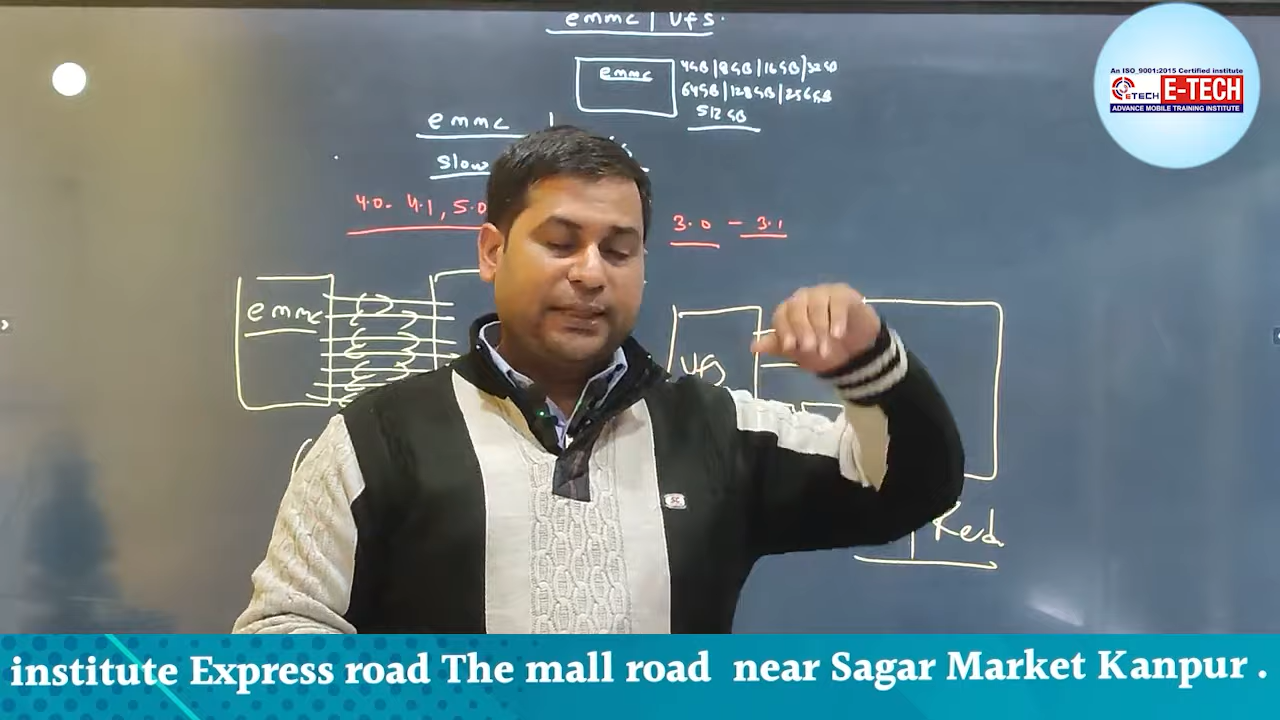 emmc | Ufs.
emmc
4GB | 8GB | 16GB | 32GB
64GB | 128GB | 256GB
512 GB
emmc
slow
4.0- 4.1, 5.0
3.0 - 3.1
emmc
Ufs
Red
An ISO_9001:2015 Certified institute
ETECH E-TECH
ADVANCE MOBILE TRAINING INSTITUTE
institute Express road The mall road near Sagar Market Kanpur .